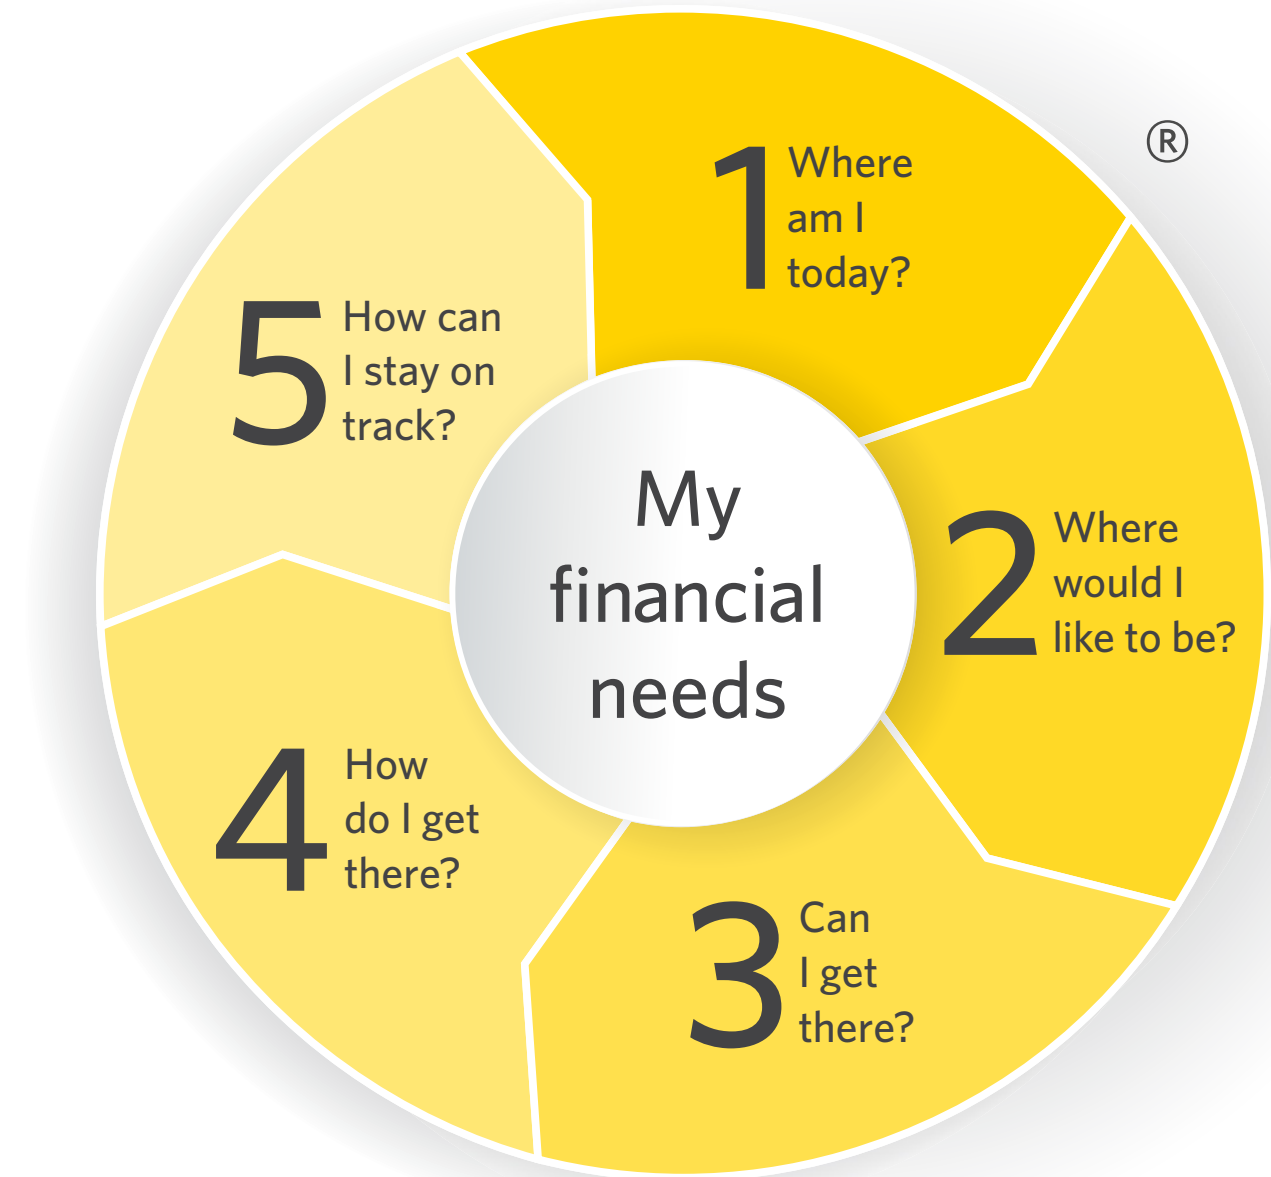 ®
1
Where
am I
today?
2
Where
would I
like to be?
3
Can
I get
there?
4
How
do I get
there?
5
How can
I stay on
track?
My
financial
needs